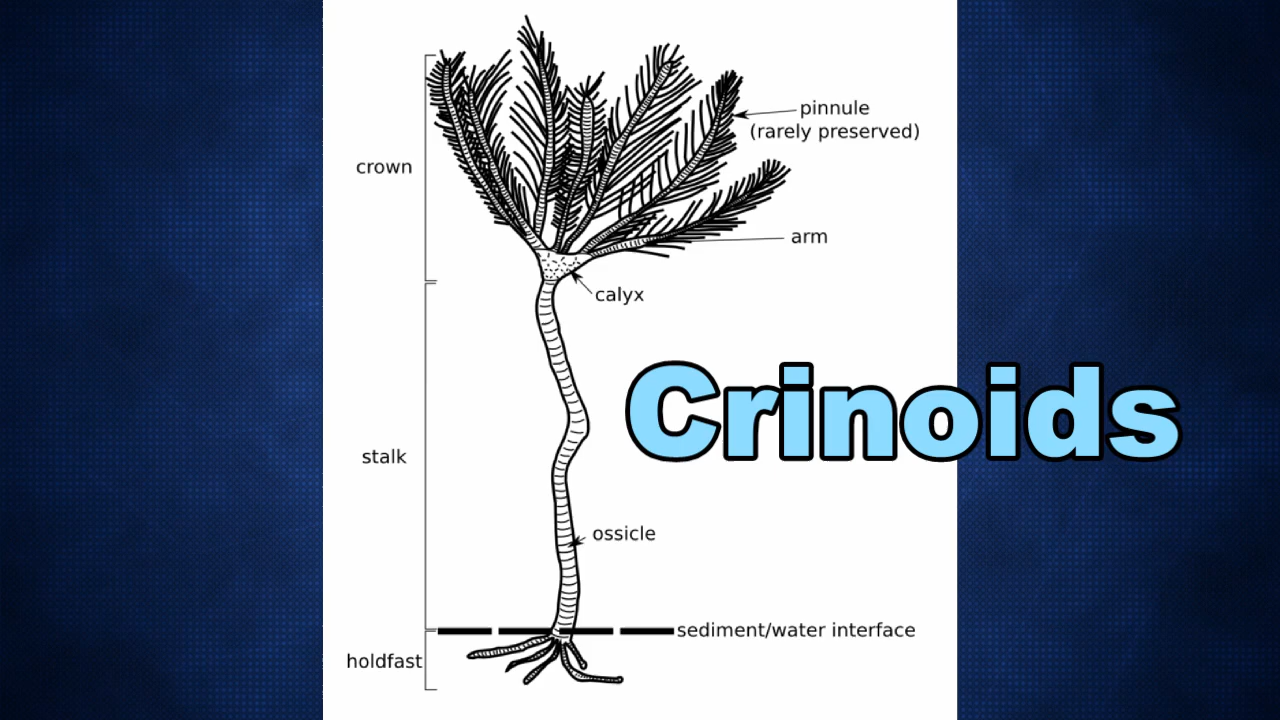 pinnule
(rarely preserved)
crown
arm
calyx
Crinoids
stalk
ossicle
sediment/water interface
holdfast